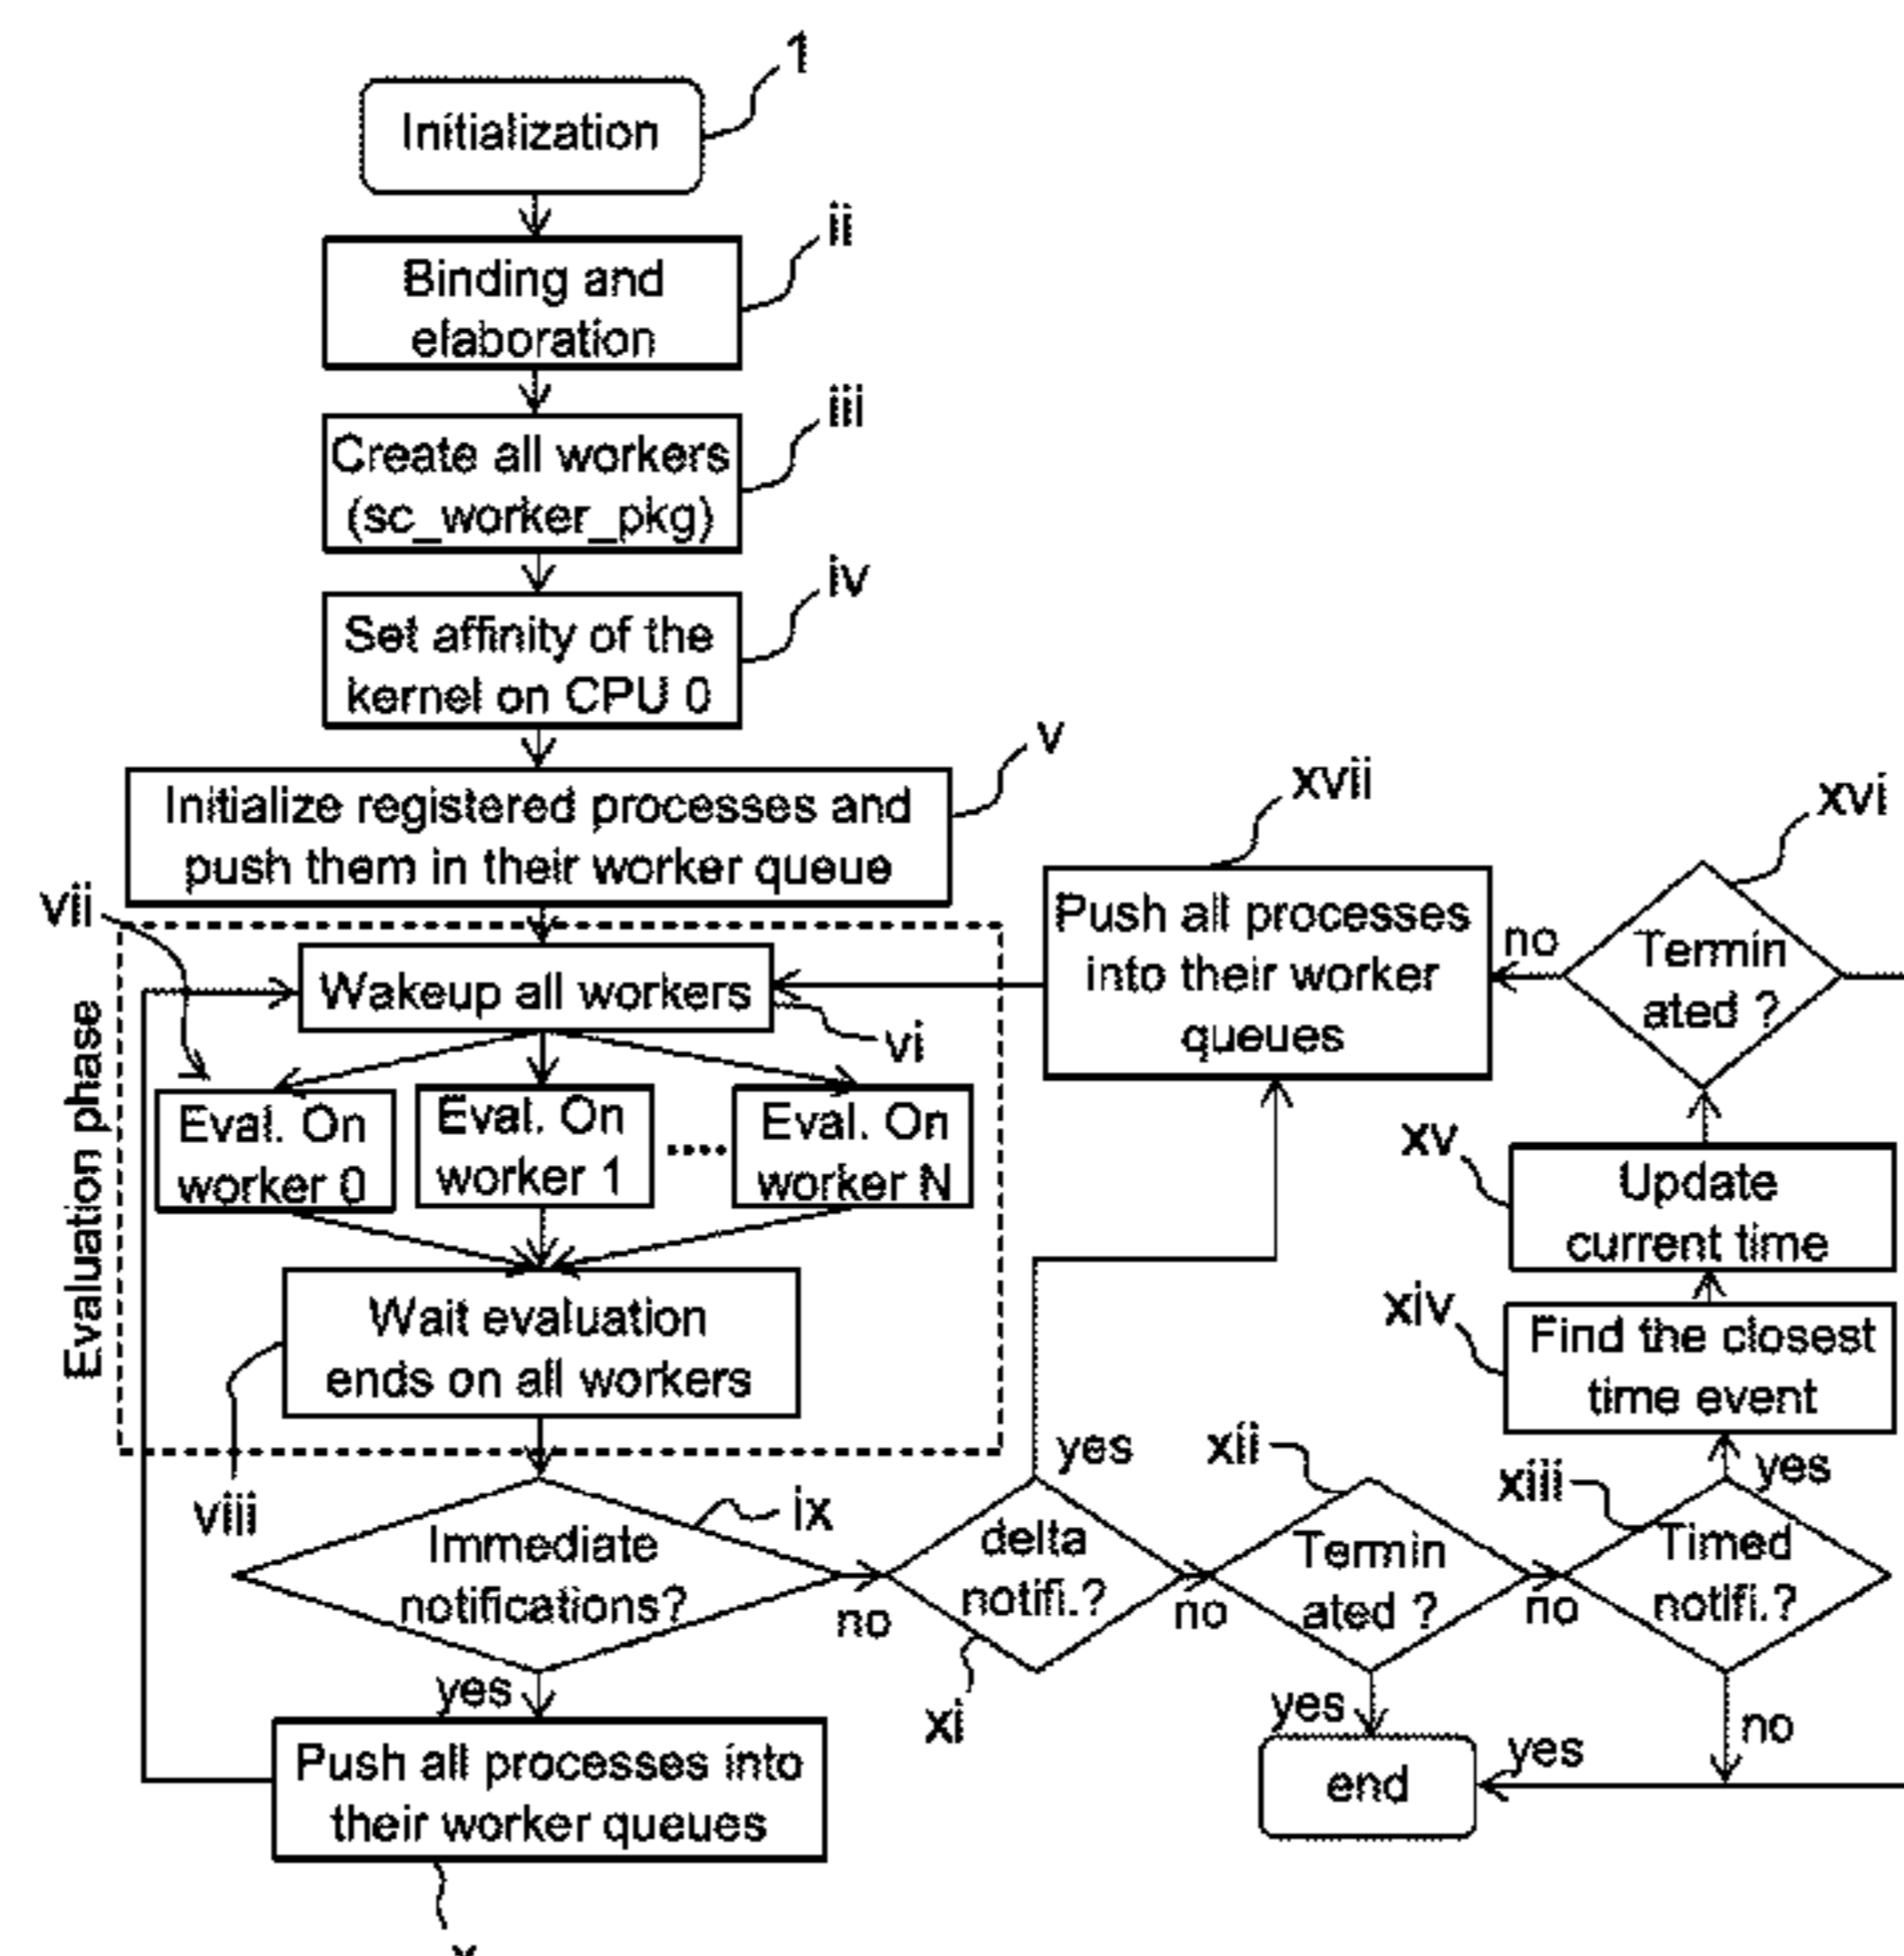 1
Initialization
ii
Binding and
elaboration
iii
Create all workers
(sc_worker_pkg)
iv
Set affinity of the
kernel on CPU 0
v
Initialize registered processes and
push them in their worker queue
xvii
Push all processes
into their worker
queues
xvi
Termin
ated ?
no
vii
Evaluation phase
Wakeup all workers
vi
Eval. On
worker 0
Eval. On
worker 1
....
Eval. On
worker N
Wait evaluation
ends on all workers
viii
xv
Update
current time
xiv
Find the closest
time event
ix
Immediate
notifications?
no
yes
yes
delta
notifi.?
xi
no
xii
Termin
ated ?
no
yes
xiii
yes
Timed
notifi.?
no
yes
end
Push all processes into
their worker queues
x